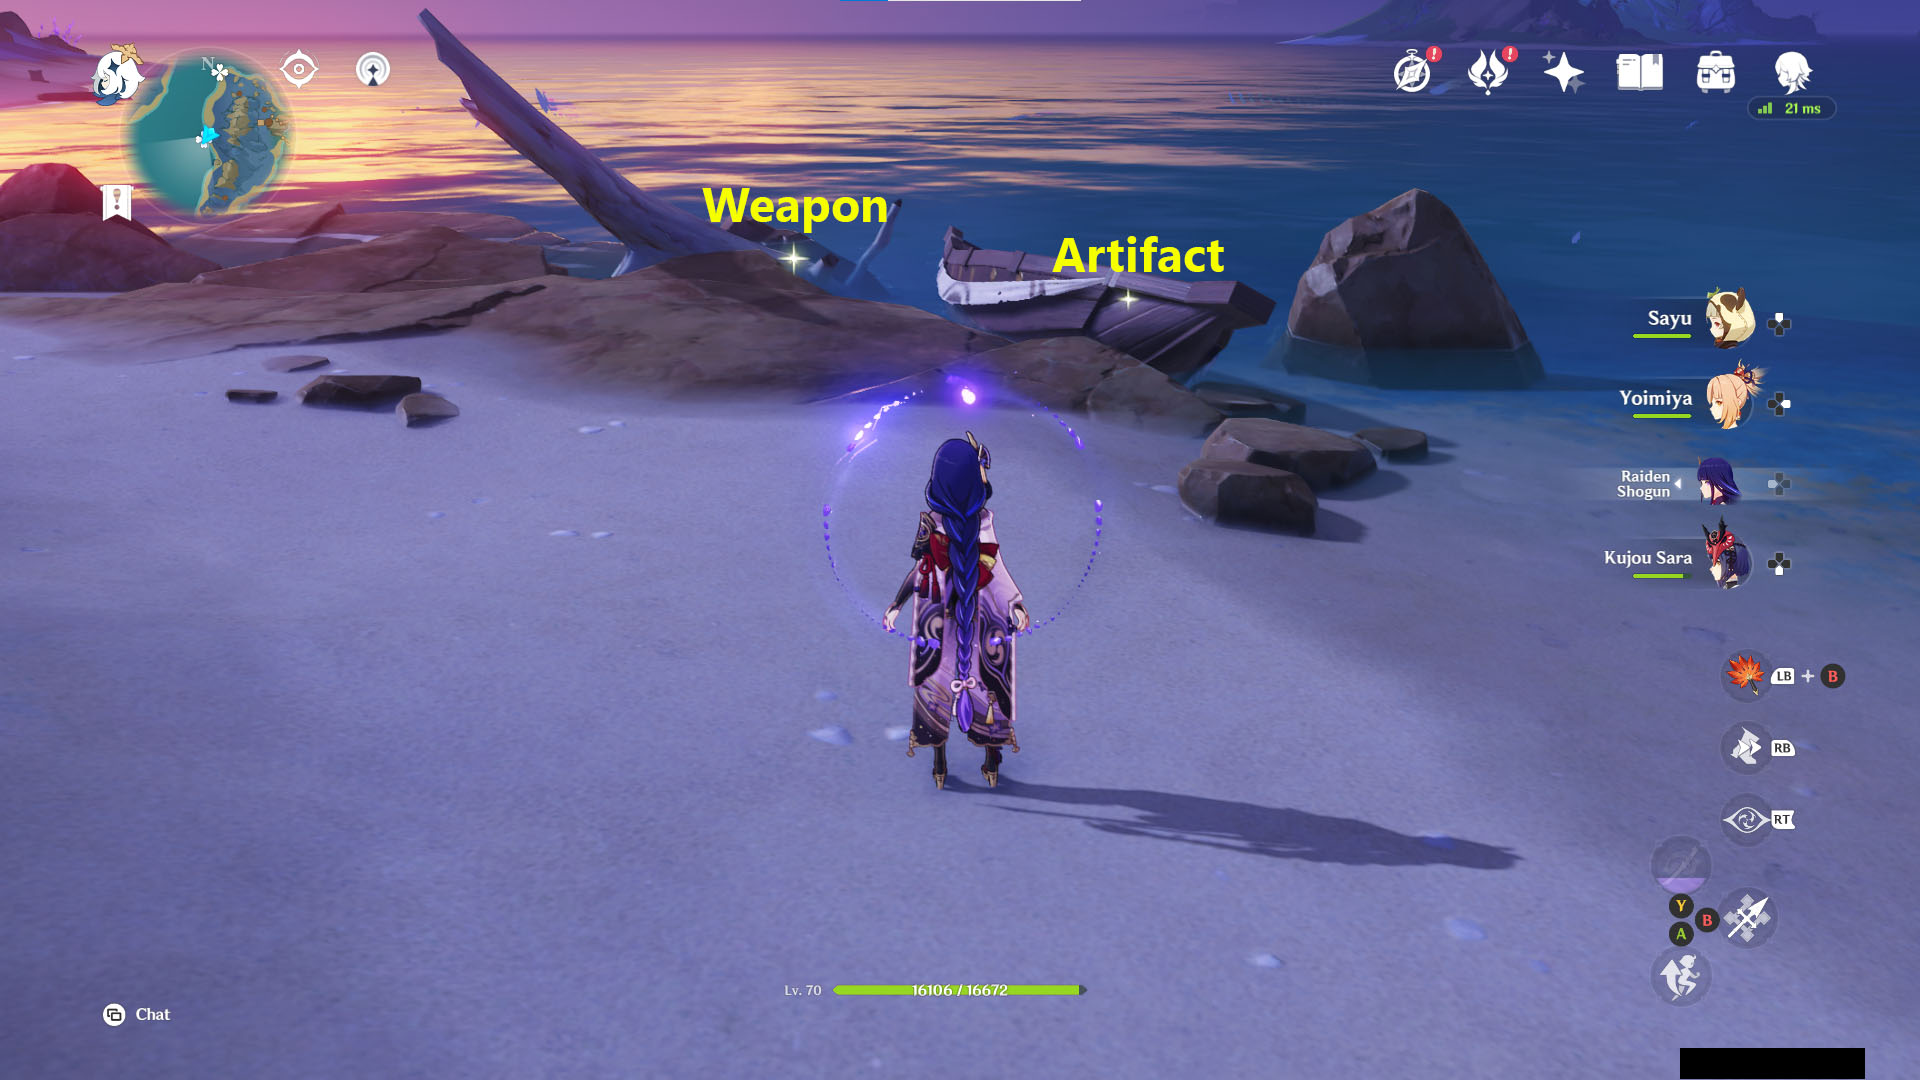 N
21 ms
Weapon
Artifact
Sayu
Yoimiya
Raiden
Shogun
Kujou Sara
LB + B
RB
RT
Y
B
A
Lv. 70
16106 / 16672
Chat